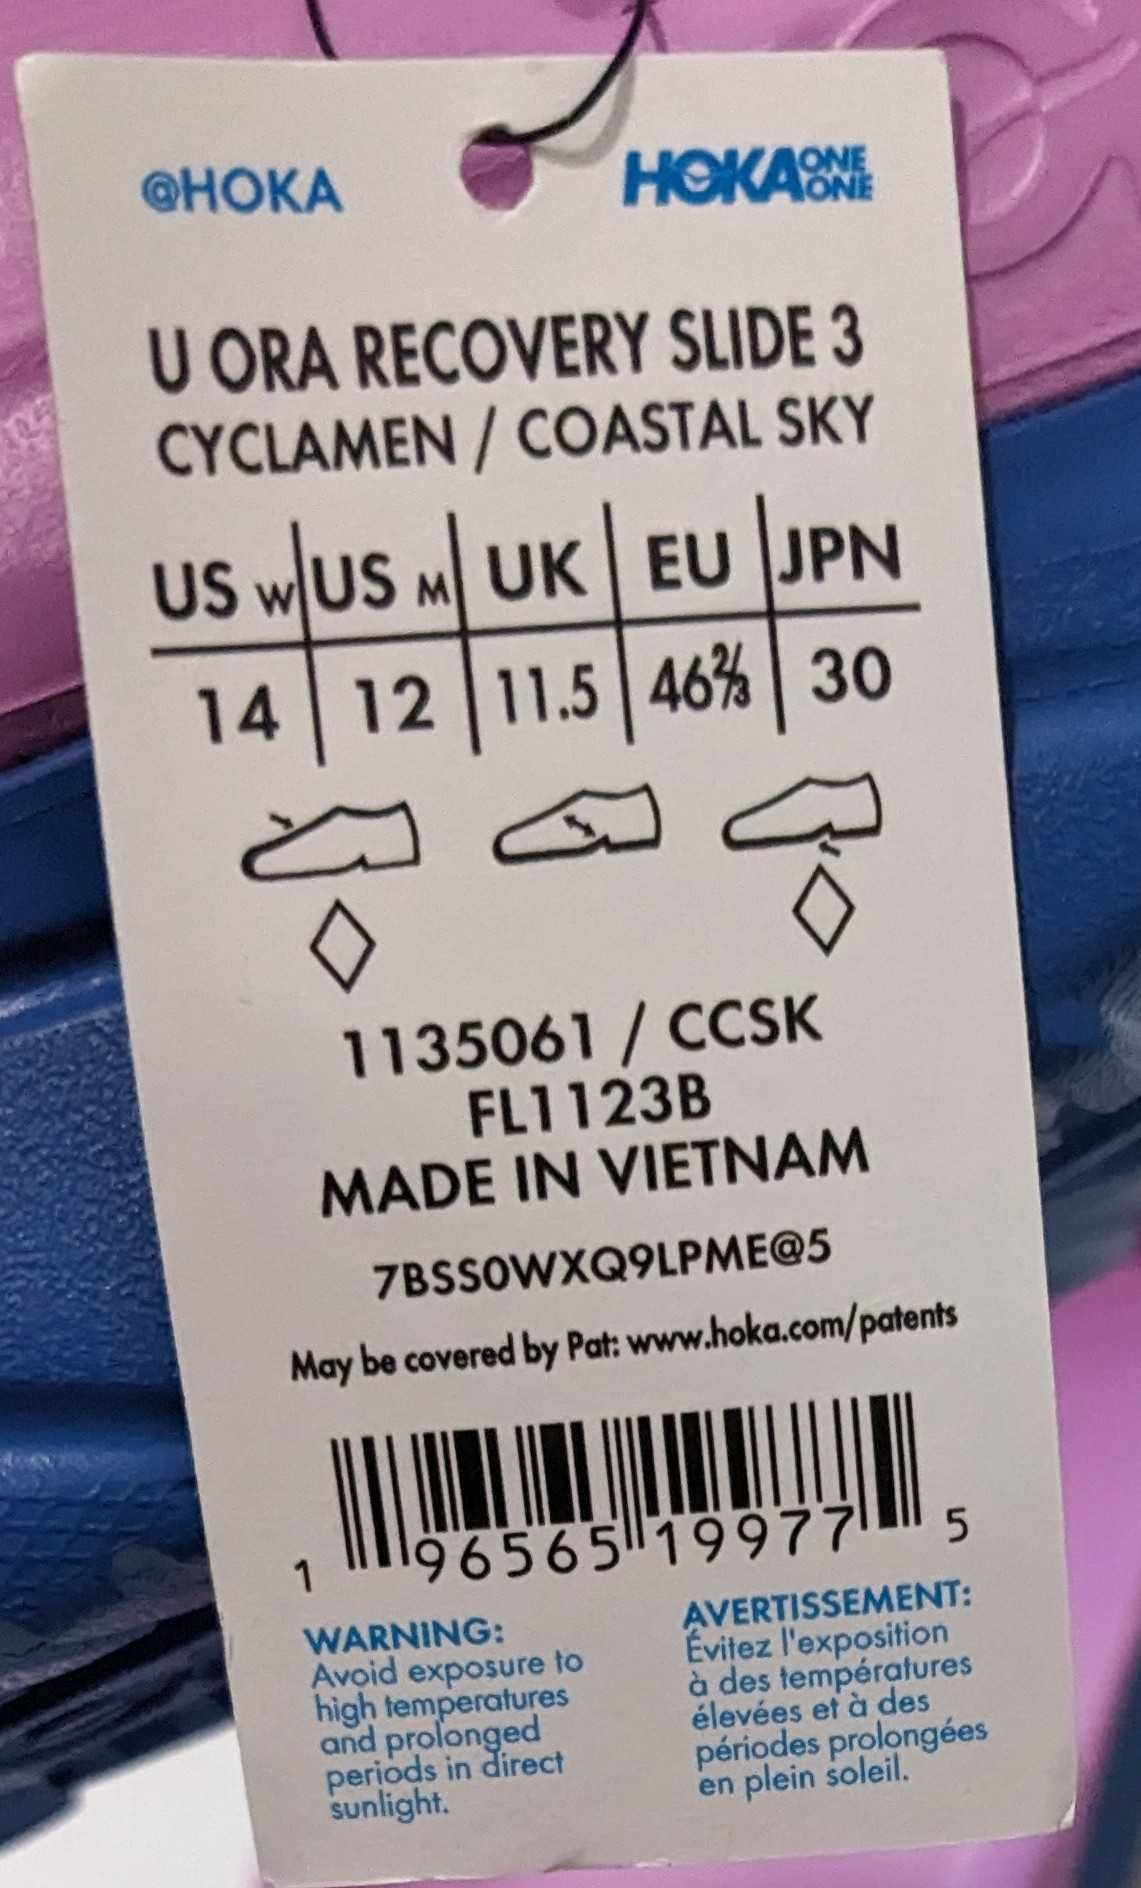 @HOKA
HOKA ONE ONE
U ORA RECOVERY SLIDE 3
CYCLAMEN / COASTAL SKY
US W US M UK EU JPN
14 12 11.5 46⅔ 30
1135061 / CCSK
FL1123B
MADE IN VIETNAM
7BSS0WXQ9LPME@5
May be covered by Pat: www.hoka.com/patents
1 96565 19977 5
WARNING:
Avoid exposure to
high temperatures
and prolonged
periods in direct
sunlight.
AVERTISSEMENT:
Évitez l'exposition
à des températures
élevées et à des
périodes prolongées
en plein soleil.